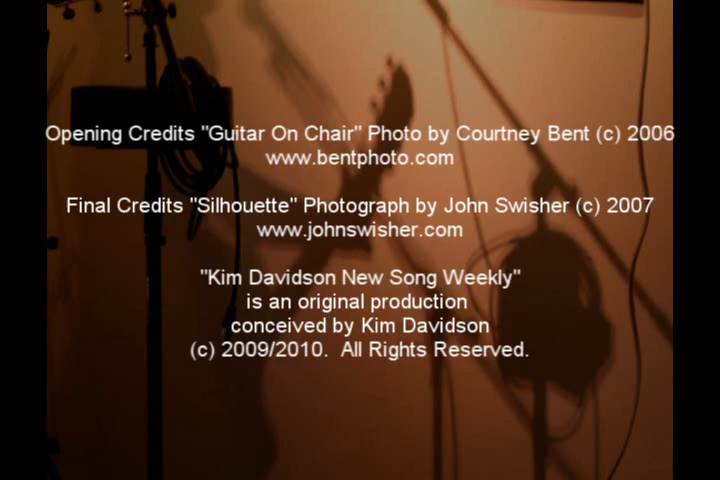 Opening Credits "Guitar On Chair" Photo by Courtney Bent (c) 2006
www.bentphoto.com
Final Credits "Silhouette" Photograph by John Swisher (c) 2007
www.johnswisher.com
"Kim Davidson New Song Weekly"
is an original production
conceived by Kim Davidson
(c) 2009/2010.  All Rights Reserved.